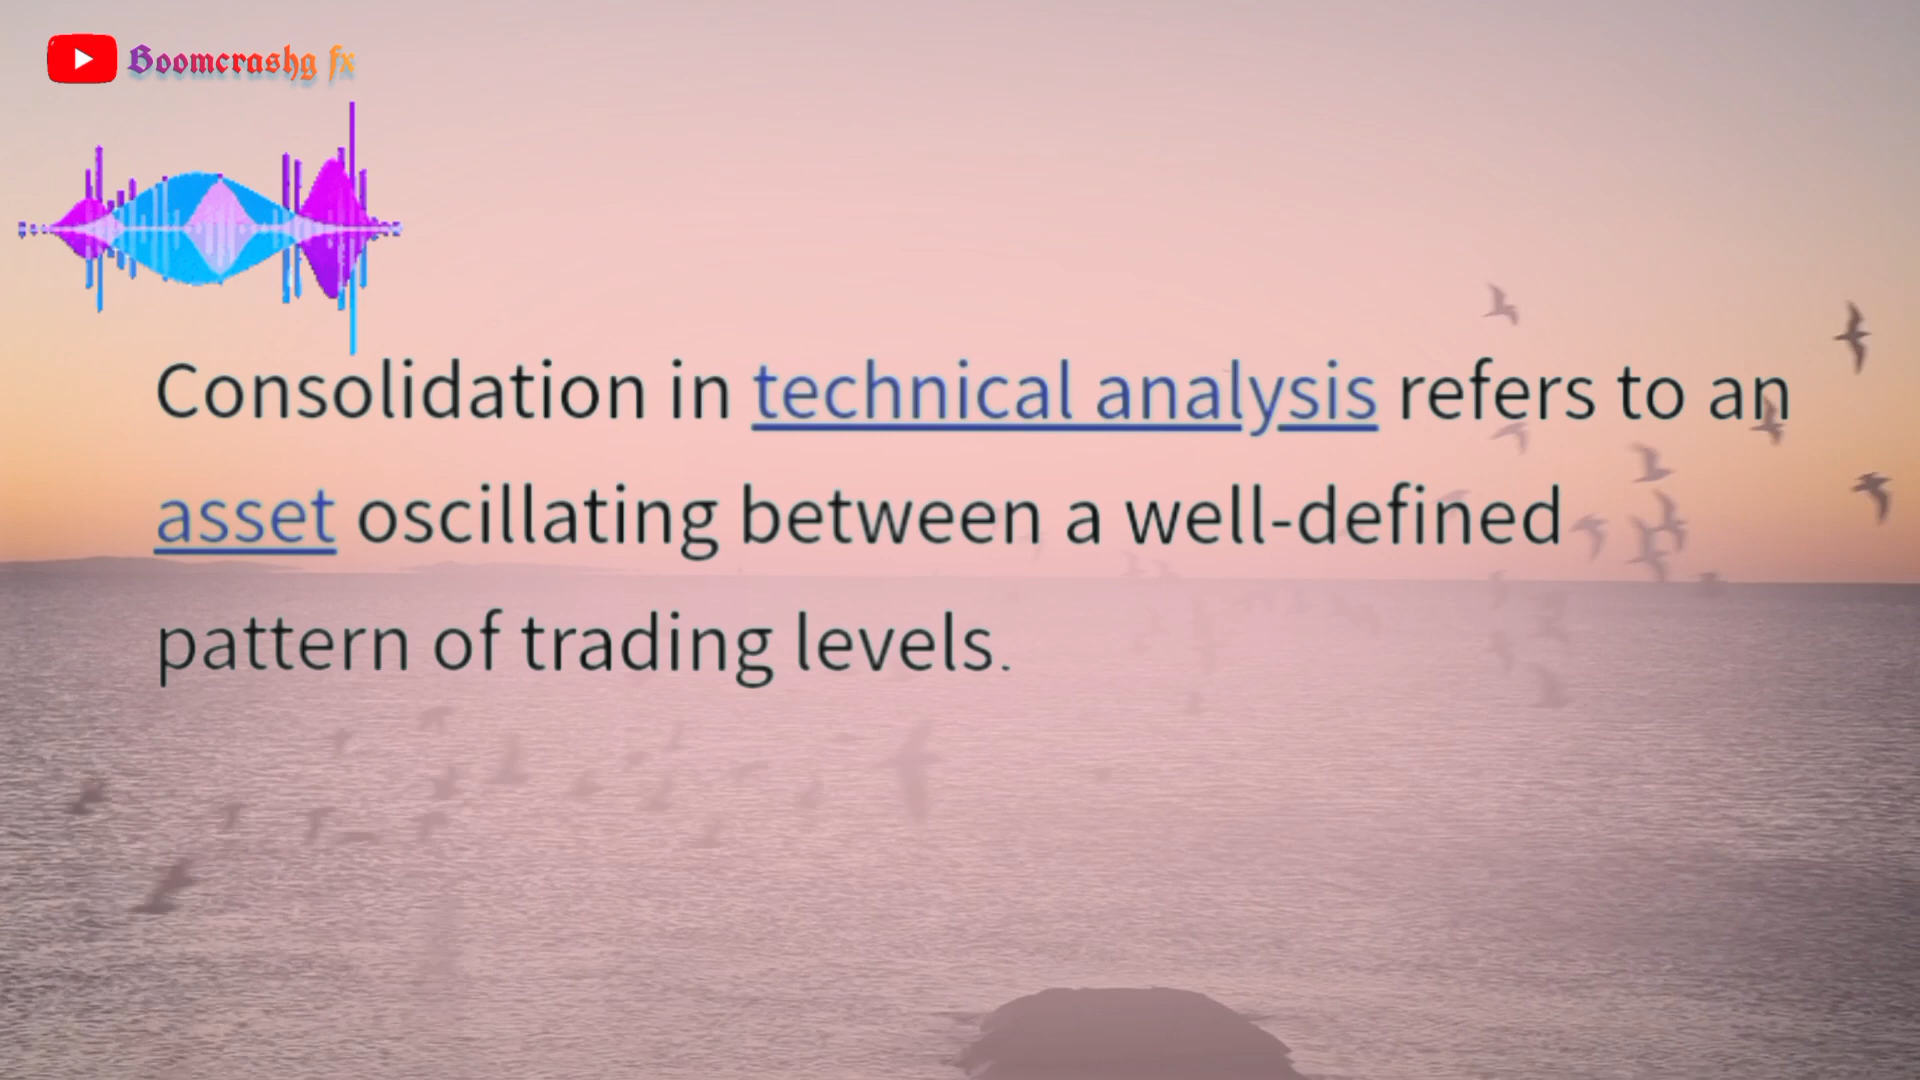 Boomcrashg fx
Consolidation in technical analysis refers to an
asset oscillating between a well-defined
pattern of trading levels.